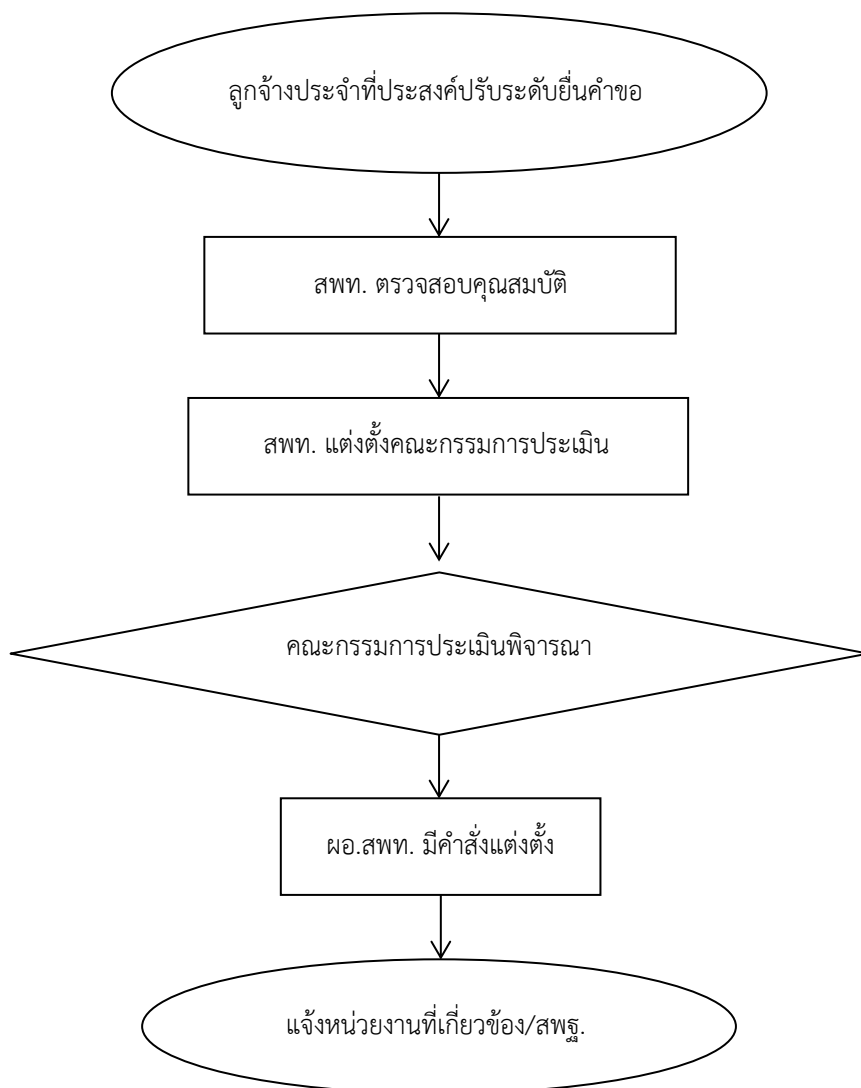 ลูกจ้างประจำที่ประสงค์ปรับระดับยื่นคำขอ
สพท. ตรวจสอบคุณสมบัติ
สพท. แต่งตั้งคณะกรรมการประเมิน
คณะกรรมการประเมินพิจารณา
ผอ.สพท. มีคำสั่งแต่งตั้ง
แจ้งหน่วยงานที่เกี่ยวข้อง/สพฐ.